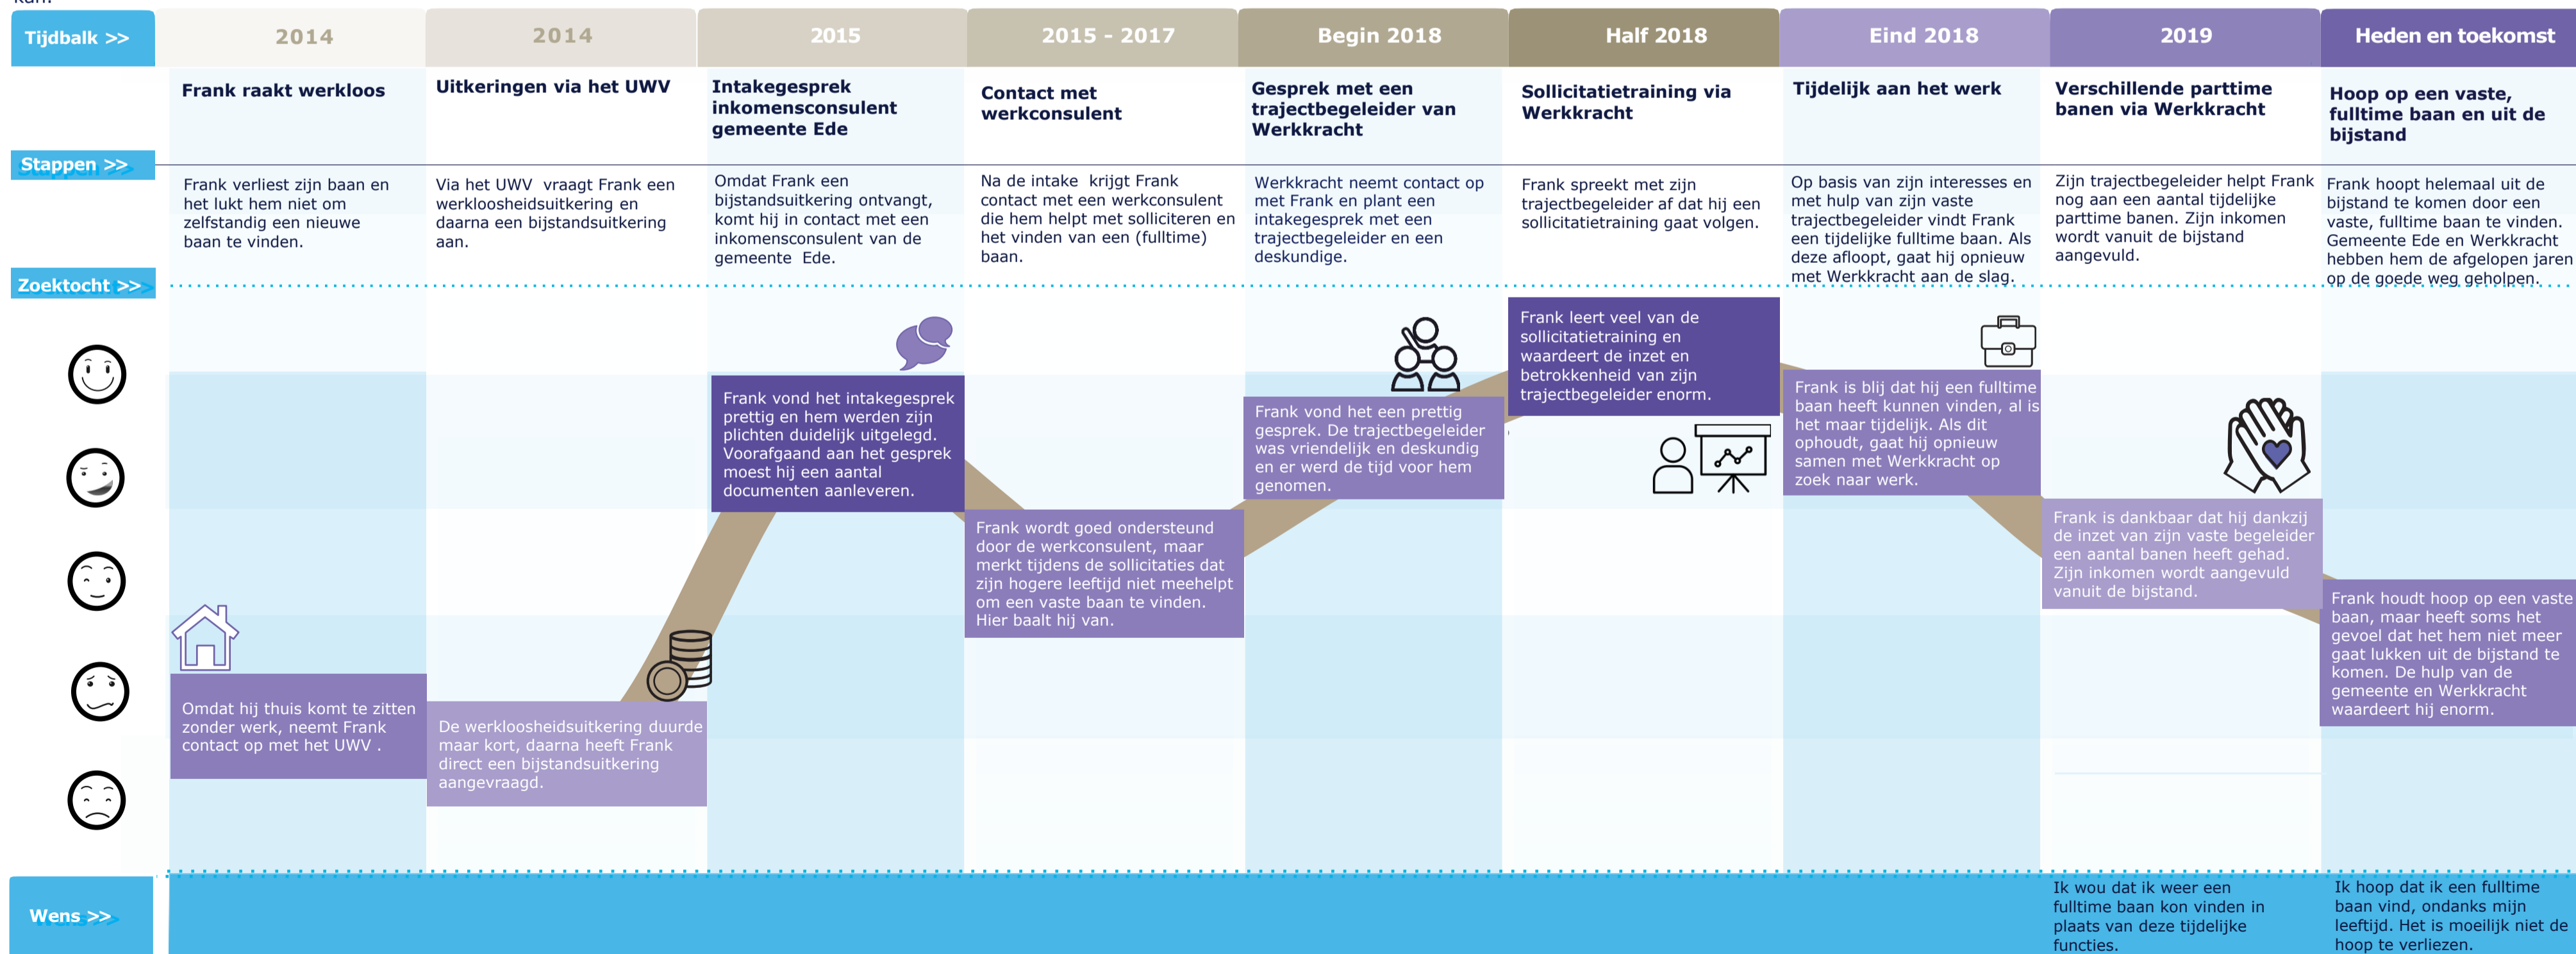 Tijdbalk >>
2014
2014
2015
2015 - 2017
Begin 2018
Half 2018
Eind 2018
2019
Heden en toekomst
Frank raakt werkloos
Uitkeringen via het UWV
Intakegesprek
inkomensconsulent
gemeente Ede
Contact met
werkconsulent
Gesprek met een
trajectbegeleider van
Werkkracht
Sollicitatietraining via
Werkkracht
Tijdelijk aan het werk
Verschillende parttime
banen via Werkkracht
Hoop op een vaste,
fulltime baan en uit de
bijstand
Stappen >>
Frank verliest zijn baan en
het lukt hem niet om
zelfstandig een nieuwe
baan te vinden.
Via het UWV vraagt Frank een
werkloosheidsuitkering en
daarna een bijstandsuitkering
aan.
Omdat Frank een
bijstandsuitkering ontvangt,
komt hij in contact met een
inkomensconsulent van de
gemeente Ede.
Na de intake krijgt Frank
contact met een werkconsulent
die hem helpt met solliciteren en
het vinden van een (fulltime)
baan.
Werkkracht neemt contact op
met Frank en plant een
intakegesprek met een
trajectbegeleider en een
deskundige.
Frank spreekt met zijn
trajectbegeleider af dat hij een
sollicitatietraining gaat volgen.
Op basis van zijn interesses en
met hulp van zijn vaste
trajectbegeleider vindt Frank
een tijdelijke fulltime baan. Als
deze afloopt, gaat hij opnieuw
met Werkkracht aan de slag.
Zijn trajectbegeleider helpt Frank
nog aan een aantal tijdelijke
parttime banen. Zijn inkomen
wordt vanuit de bijstand
aangevuld.
Frank hoopt helemaal uit de
bijstand te komen door een
vaste, fulltime baan te vinden.
Gemeente Ede en Werkkracht
hebben hem de afgelopen jaren
op de goede weg geholpen.
Zoektocht >>
Omdat hij thuis komt te zitten
zonder werk, neemt Frank
contact op met het UWV .
De werkloosheidsuitkering duurde
maar kort, daarna heeft Frank
direct een bijstandsuitkering
aangevraagd.
Frank vond het intakegesprek
prettig en hem werden zijn
plichten duidelijk uitgelegd.
Voorafgaand aan het gesprek
moest hij een aantal
documenten aanleveren.
Frank wordt goed ondersteund
door de werkconsulent, maar
merkt tijdens de sollicitaties dat
zijn hogere leeftijd niet meehelpt
om een vaste baan te vinden.
Hier baalt hij van.
Frank vond het een prettig
gesprek. De trajectbegeleider
was vriendelijk en deskundig
en er werd de tijd voor hem
genomen.
Frank leert veel van de
sollicitatietraining en
waardeert de inzet en
betrokkenheid van zijn
trajectbegeleider enorm.
Frank is blij dat hij een fulltime
baan heeft kunnen vinden, al is
het maar tijdelijk. Als dit
ophoudt, gaat hij opnieuw
samen met Werkkracht op
zoek naar werk.
Frank is dankbaar dat hij dankzij
de inzet van zijn vaste begeleider
een aantal banen heeft gehad.
Zijn inkomen wordt aangevuld
vanuit de bijstand.
Frank houdt hoop op een vaste
baan, maar heeft soms het
gevoel dat het hem niet meer
gaat lukken uit de bijstand te
komen. De hulp van de
gemeente en Werkkracht
waardeert hij enorm.
Wens >>
Ik wou dat ik weer een
fulltime baan kon vinden in
plaats van deze tijdelijke
functies.
Ik hoop dat ik een fulltime
baan vind, ondanks mijn
leeftijd. Het is moeilijk niet de
hoop te verliezen.